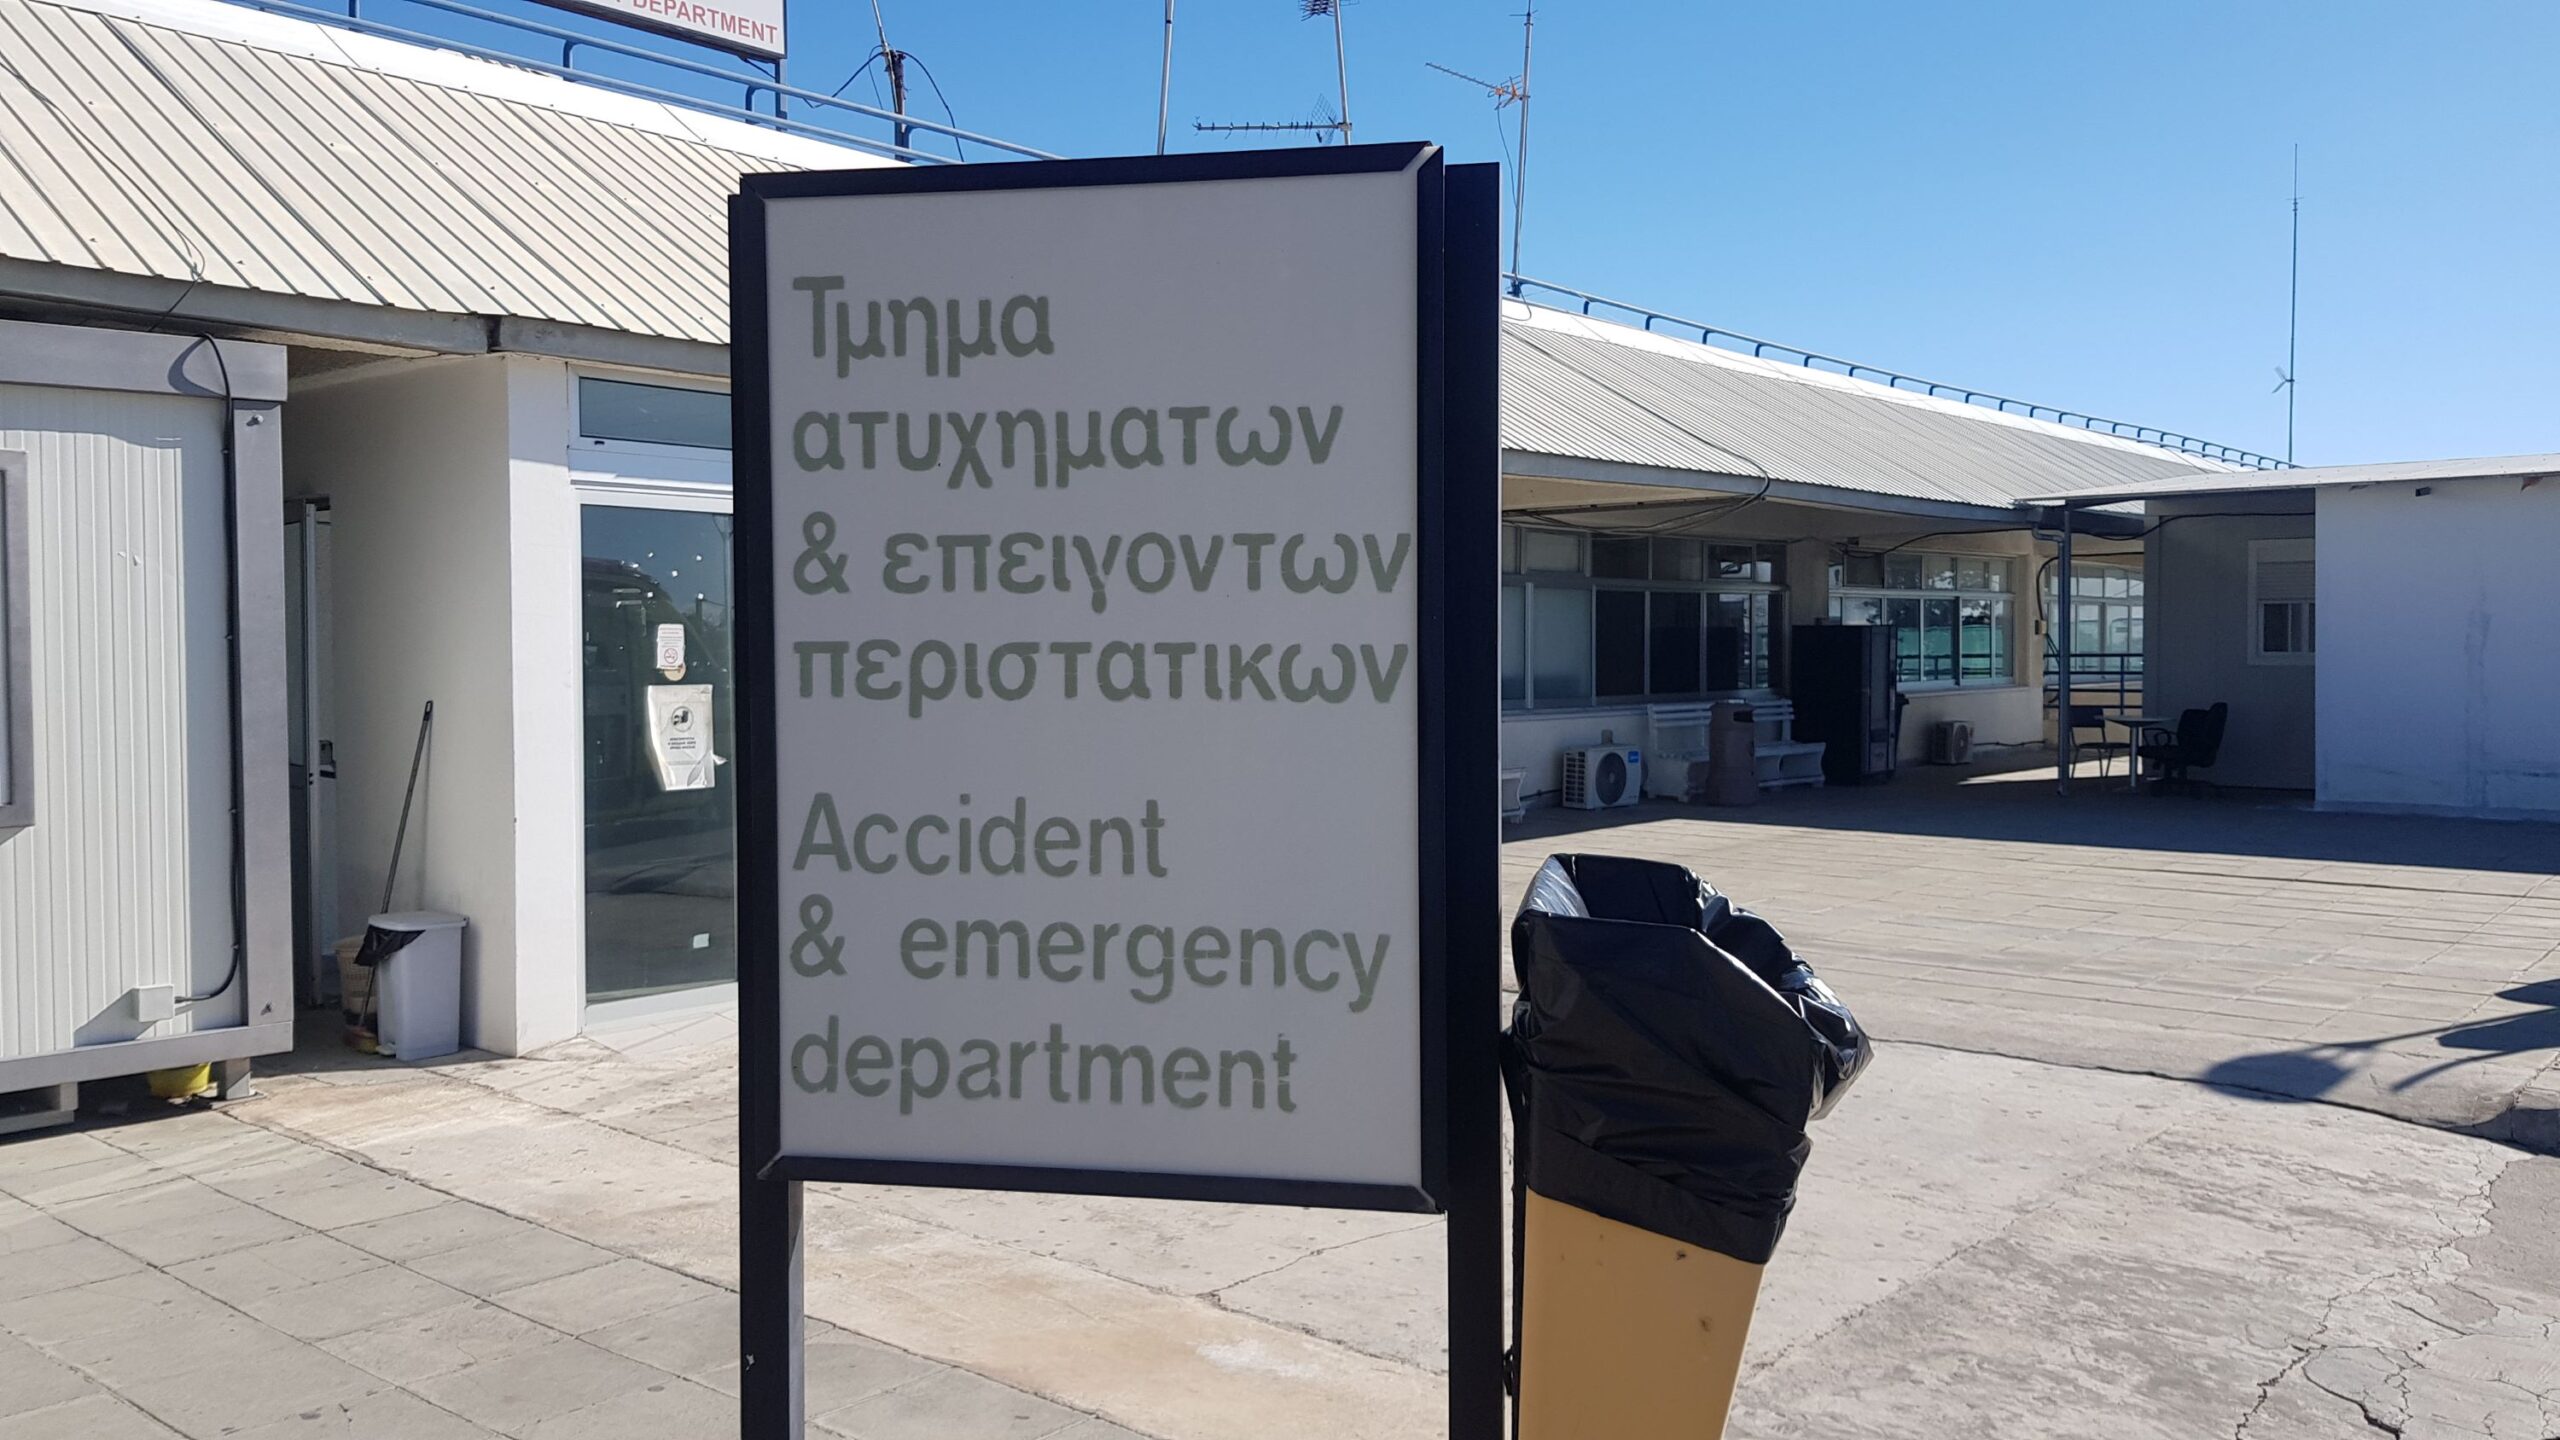 DEPARTMENT
Τμημα
ατυχηματων
& επειγοντων
περιστατικων
Accident
& emergency
department